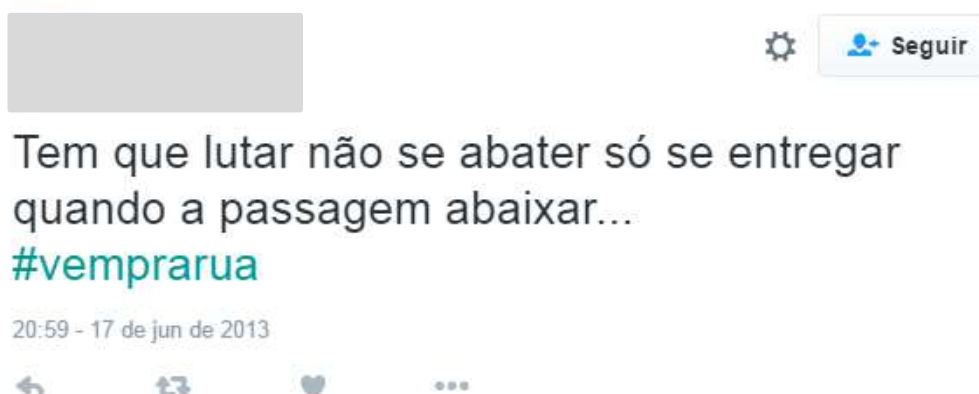 Seguir
Tem que lutar não se abater só se entregar
quando a passagem abaixar...
#vemprarua
20:59 - 17 de jun de 2013